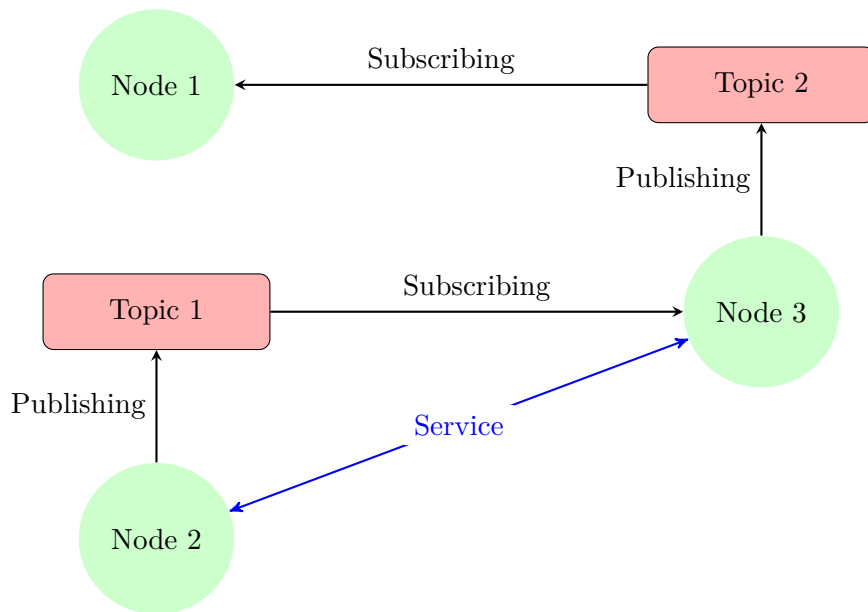 Subscribing
Node 1
Topic 2
Publishing
Subscribing
Topic 1
Node 3
Publishing
Service
Node 2